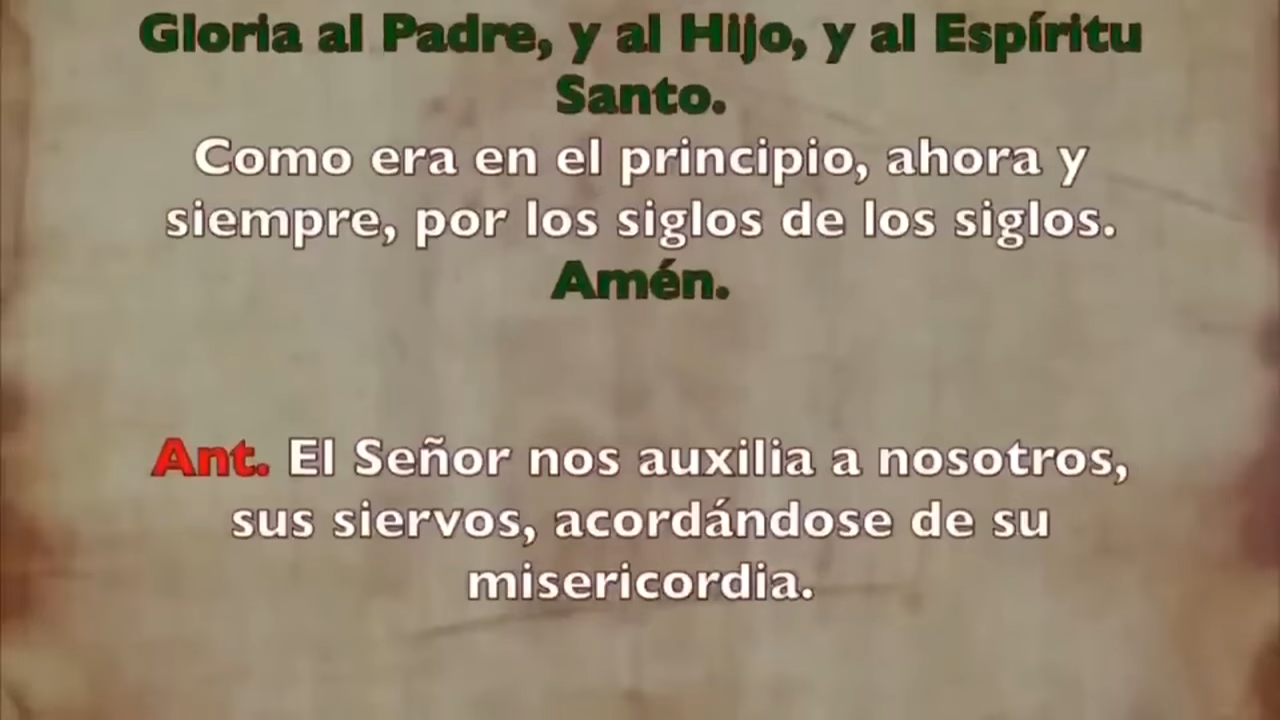 Gloria al Padre, y al Hijo, y al Espíritu
Santo.
Como era en el principio, ahora y
siempre, por los siglos de los siglos.
Amén.
Ant. El Señor nos auxilia a nosotros,
sus siervos, acordándose de su
misericordia.